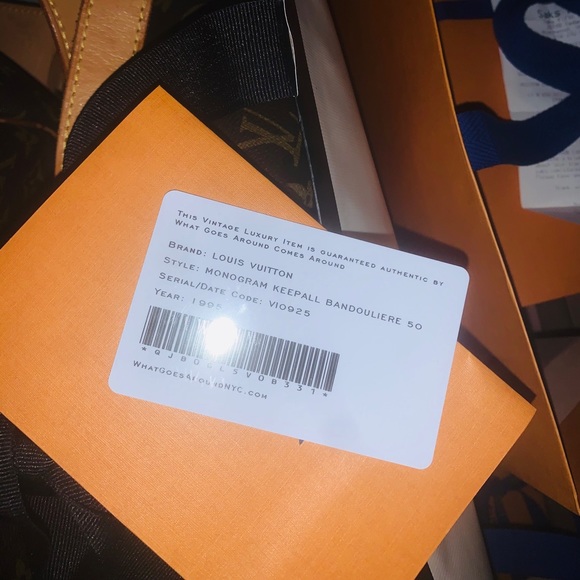 This Vintage Luxury Item is guaranteed authentic by
What Goes Around Comes Around
Brand: LOUIS VUITTON
Style: MONOGRAM KEEPALL BANDOULIERE 50
Serial/Date Code: VI0925
Year:
WhatGoesAroundNYC.com